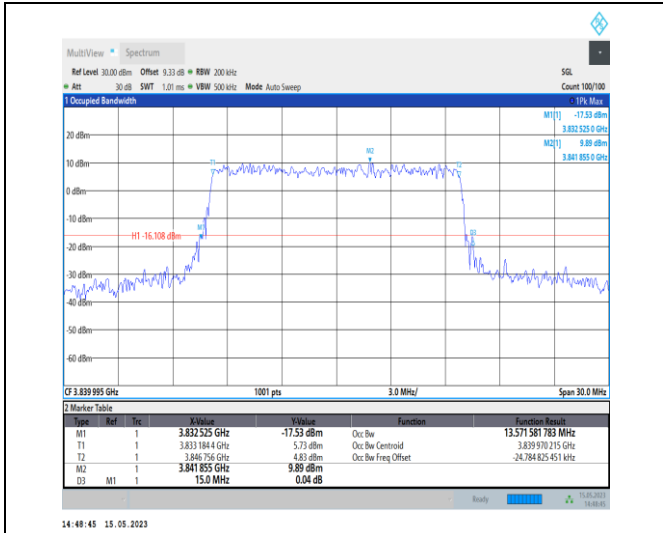 MultiView Spectrum
Ref Level 30.00 dBm Offset 9.33 dB RBW 200 kHz SGL
Att 30 dB SWT 1.01 ms VBW 500 kHz Mode Auto Sweep Count 100/100
1 Occupied Bandwidth 1Pk Max
M1[1] -17.53 dBm
3.832 525 0 GHz
M2[1] 9.89 dBm
3.841 855 0 GHz
20 dBm
M2
10 dBm
T1
T2
0 dBm
-10 dBm
M1
D3
H1 -16.108 dBm
-20 dBm
-30 dBm
-40 dBm
-50 dBm
-60 dBm
CF 3.839 995 GHz 1001 pts 3.0 MHz/ Span 30.0 MHz
2 Marker Table
Type Ref Trc X-Value Y-Value Function Function Result
M1 1 3.832 525 GHz -17.53 dBm Occ Bw 13.571 581 783 MHz
T1 1 3.833 184 4 GHz 5.73 dBm Occ Bw Centroid 3.839 970 215 GHz
T2 1 3.846 756 GHz 4.83 dBm Occ Bw Freq Offset -24.784 825 451 kHz
M2 1 3.841 855 GHz 9.89 dBm
D3 M1 1 15.0 MHz 0.04 dB
Ready 15.05.2023
14:48:45
14:48:45 15.05.2023